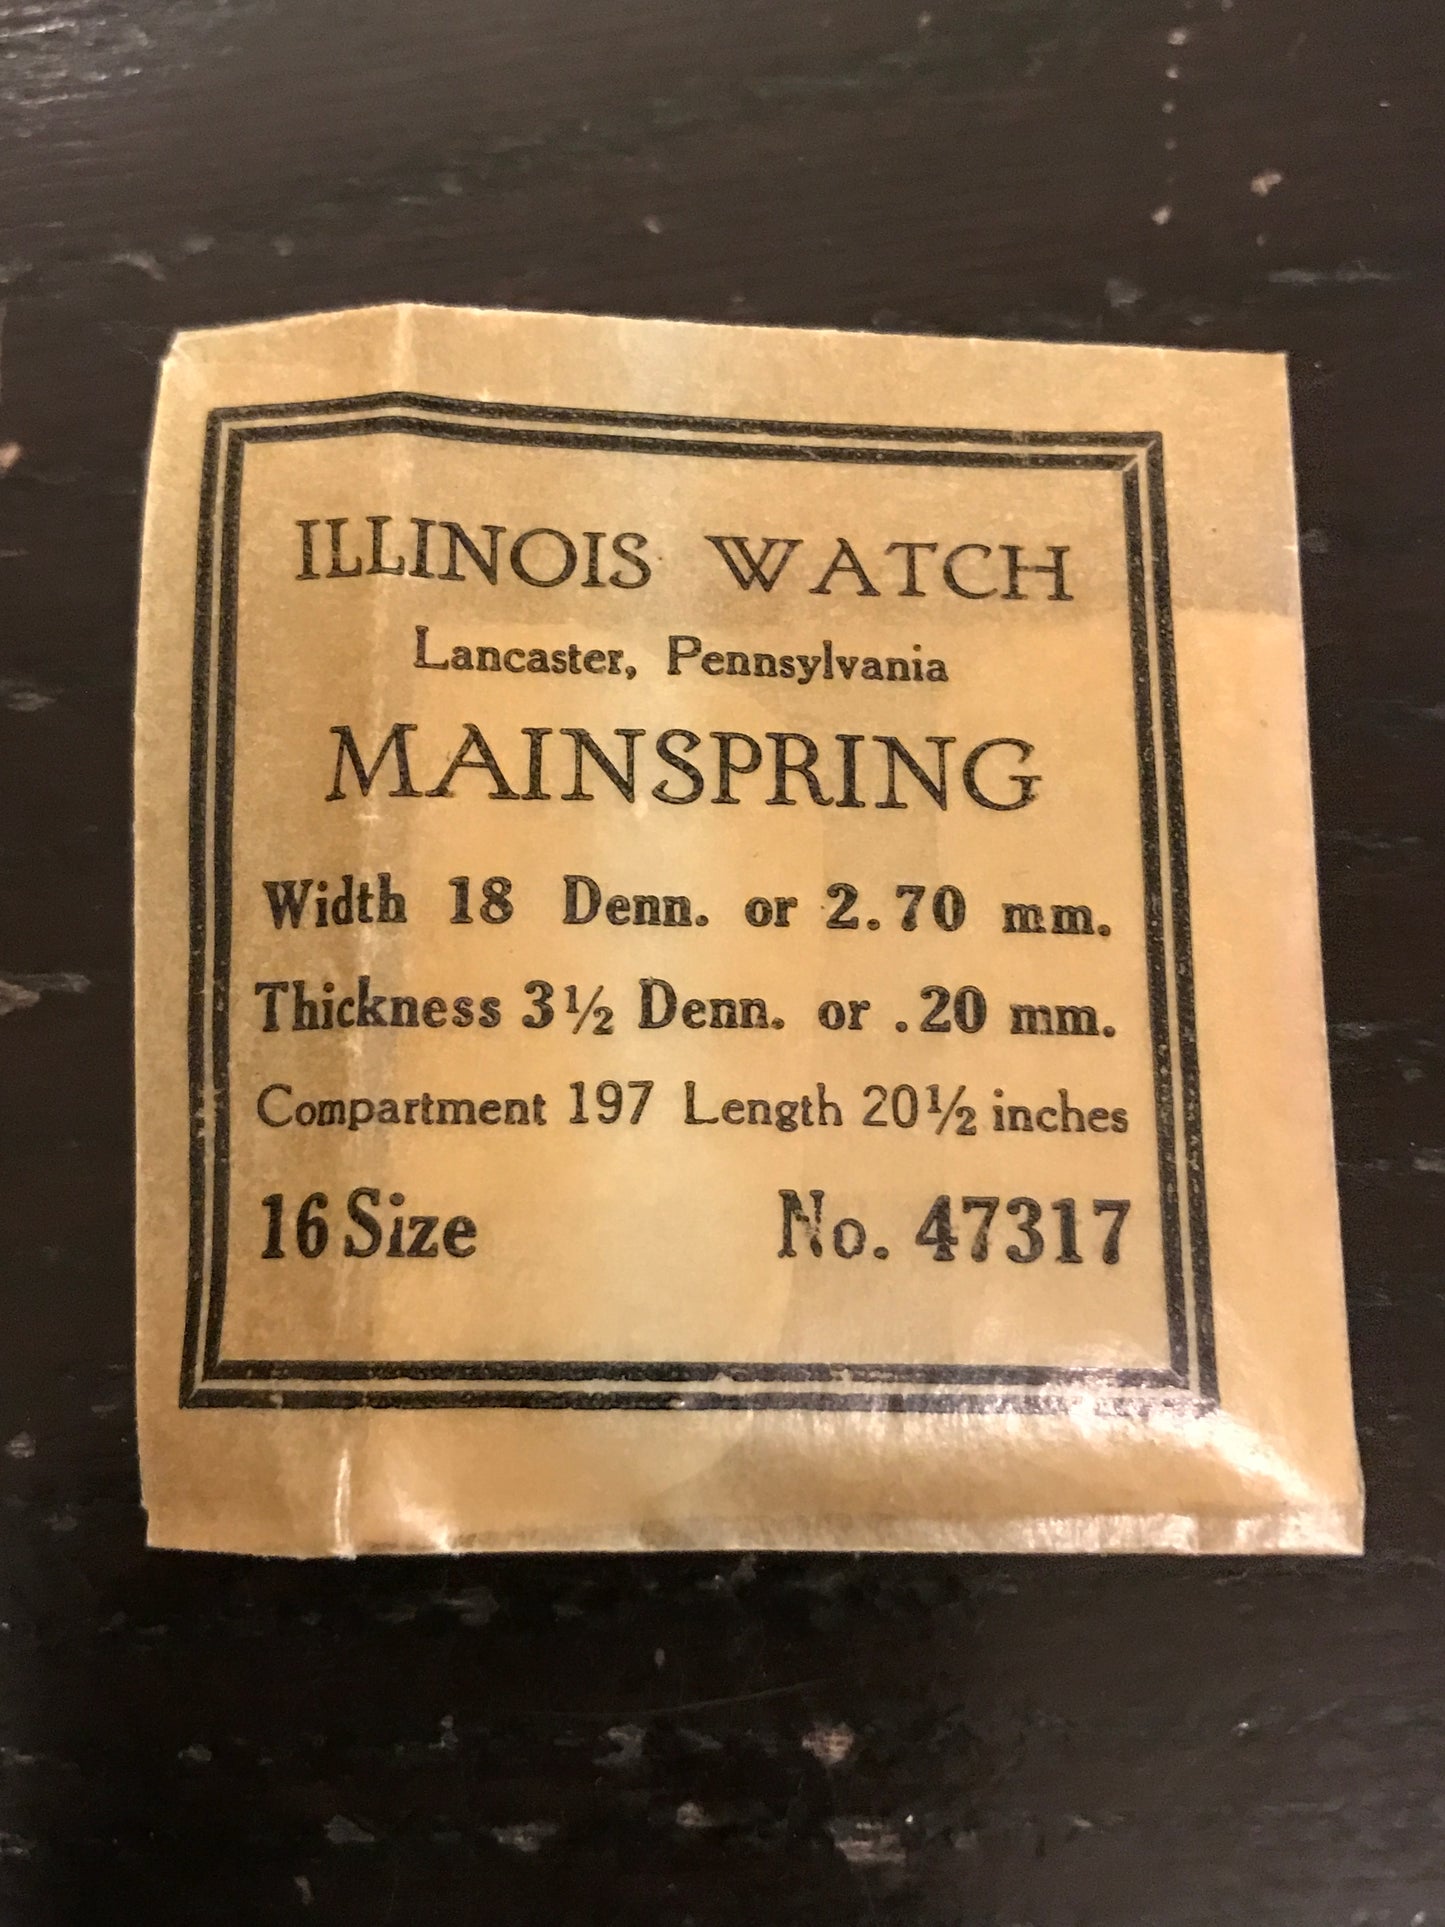 ILLINOIS WATCH
Lancaster, Pennsylvania
MAINSPRING
Width 18 Denn. or 2.70 mm.
Thickness 3½ Denn. or .20 mm.
Compartment 197 Length 20½ inches
16 Size No. 47317